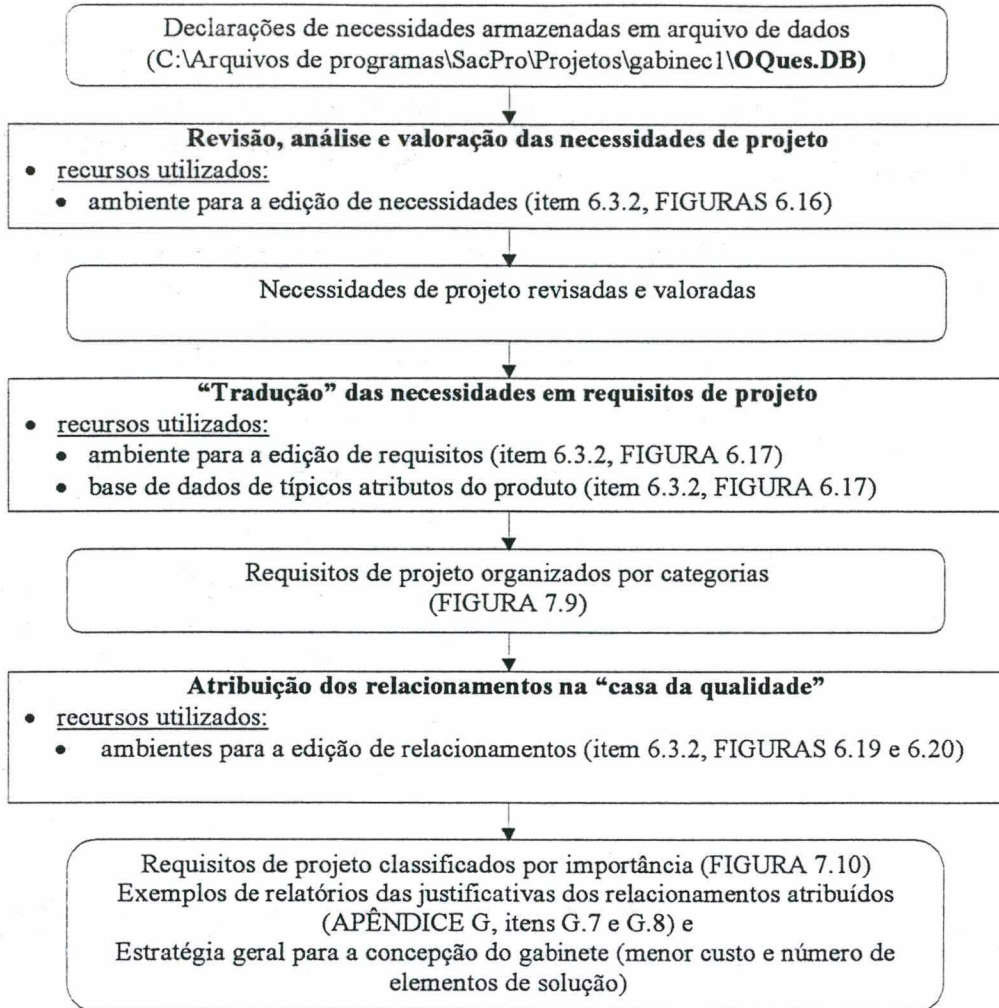 Declarações de necessidades armazenadas em arquivo de dados
(C:\Arquivos de programas\SacPro\Projetos\gabinec1\OQues.DB)
Revisão, análise e valoração das necessidades de projeto
• recursos utilizados:
• ambiente para a edição de necessidades (item 6.3.2, FIGURAS 6.16)
Necessidades de projeto revisadas e valoradas
“Tradução” das necessidades em requisitos de projeto
• recursos utilizados:
• ambiente para a edição de requisitos (item 6.3.2, FIGURA 6.17)
• base de dados de típicos atributos do produto (item 6.3.2, FIGURA 6.17)
Requisitos de projeto organizados por categorias
(FIGURA 7.9)
Atribuição dos relacionamentos na “casa da qualidade”
• recursos utilizados:
• ambientes para a edição de relacionamentos (item 6.3.2, FIGURAS 6.19 e 6.20)
Requisitos de projeto classificados por importância (FIGURA 7.10)
Exemplos de relatórios das justificativas dos relacionamentos atribuídos
(APÊNDICE G, itens G.7 e G.8) e
Estratégia geral para a concepção do gabinete (menor custo e número de
elementos de solução)